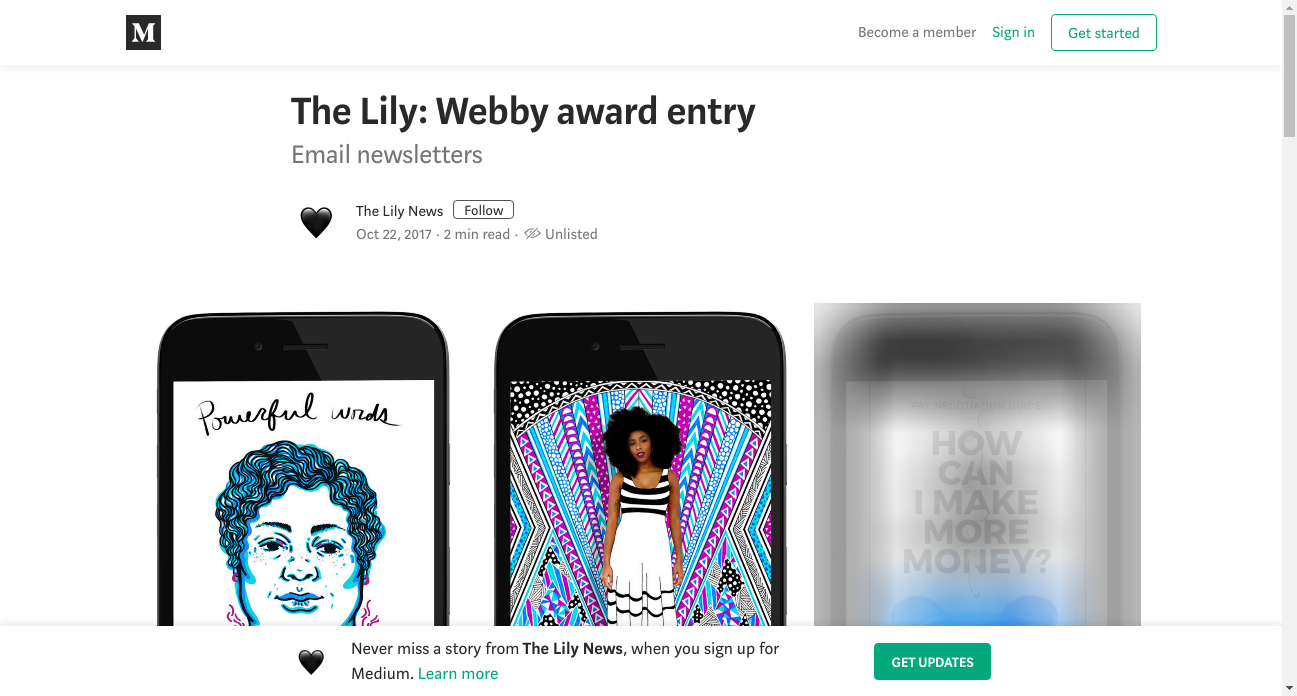 M
Become a member Sign in Get started
The Lily: Webby award entry
Email newsletters
The Lily News Follow
Oct 22, 2017 · 2 min read · Unlisted
Powerful words
PAY NEGOTIATION GUIDE
HOW
CAN
I MAKE
MORE
MONEY?
Never miss a story from The Lily News, when you sign up for
Medium. Learn more
GET UPDATES